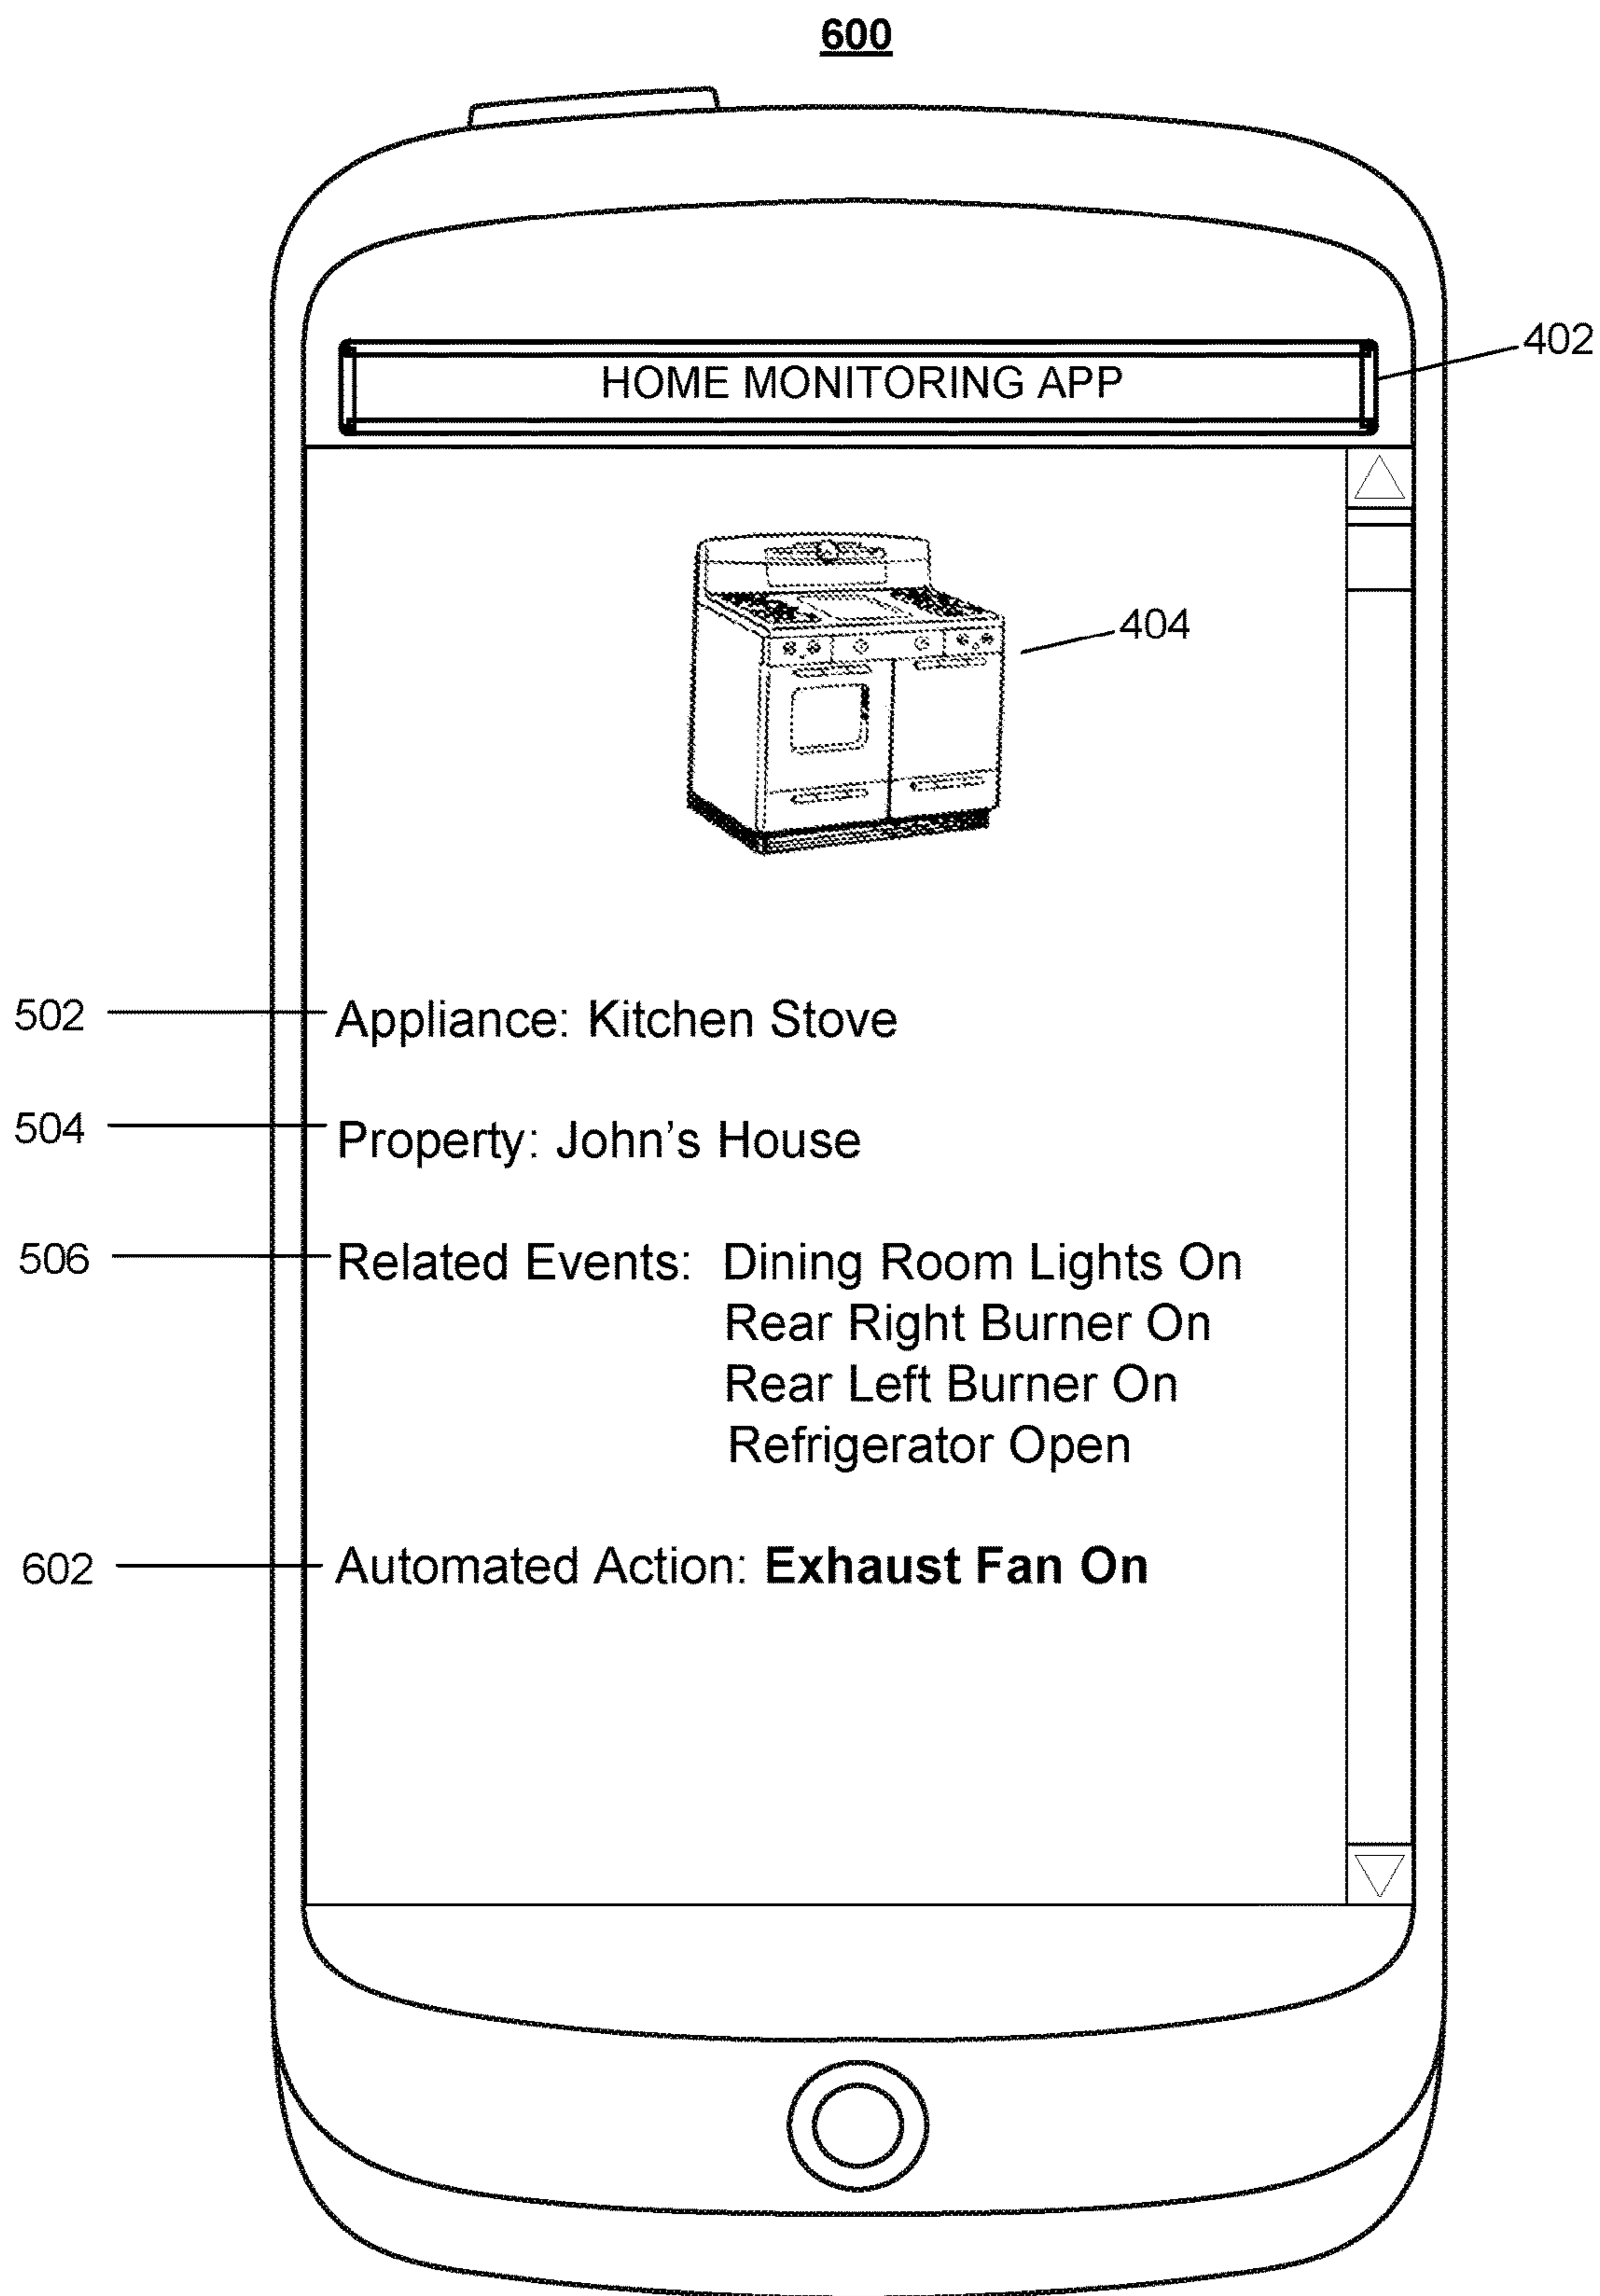 600
HOME MONITORING APP
402
404
502
Appliance: Kitchen Stove
504
Property: John’s House
506
Related Events: Dining Room Lights On
Rear Right Burner On
Rear Left Burner On
Refrigerator Open
602
Automated Action: Exhaust Fan On